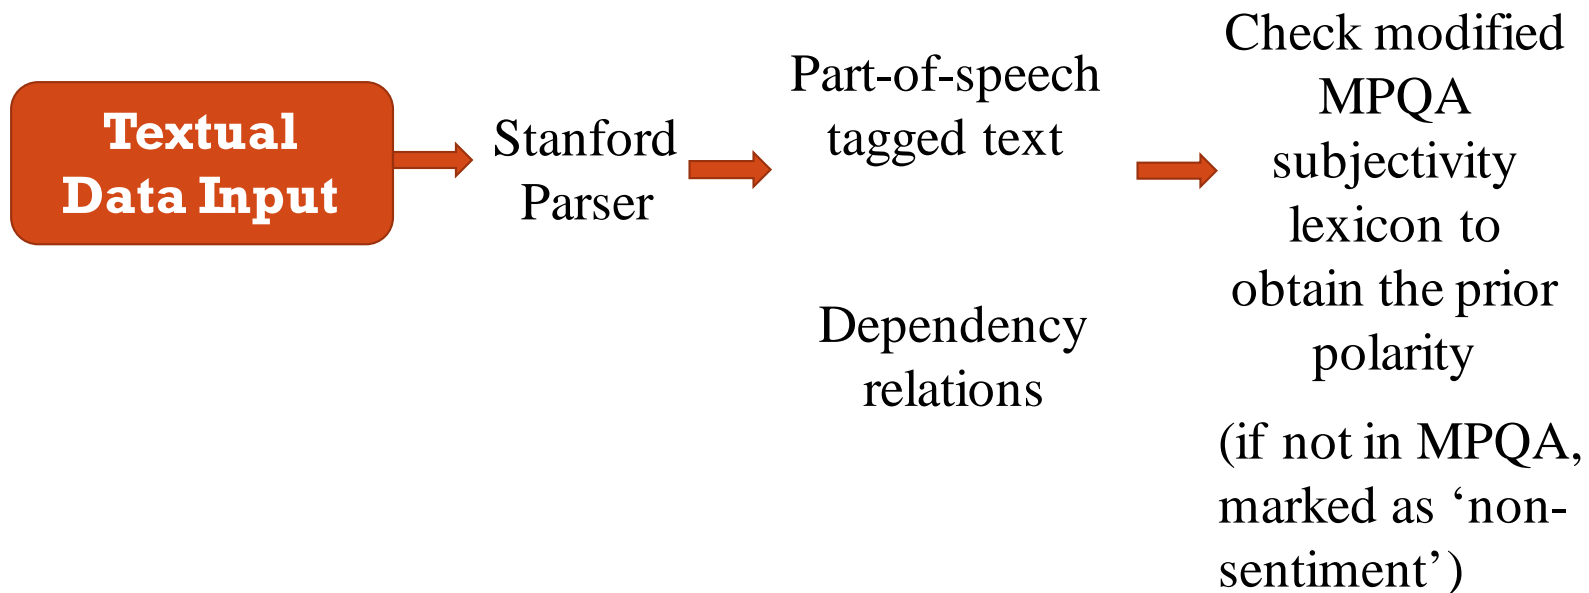 Textual
Data Input
Stanford
Parser
Part-of-speech
tagged text
Dependency
relations
Check modified
MPQA
subjectivity
lexicon to
obtain the prior
polarity
(if not in MPQA,
marked as ‘non-
sentiment’)